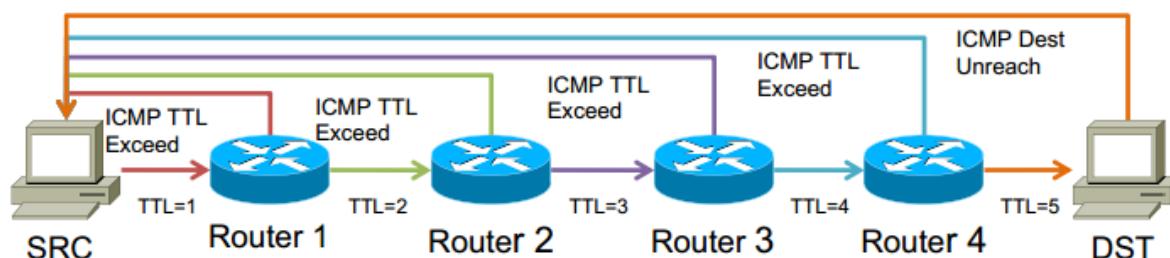 ICMP Dest
Unreach
ICMP TTL
Exceed
ICMP TTL
Exceed
ICMP TTL
Exceed
ICMP TTL
Exceed
TTL=1
TTL=2
TTL=3
TTL=4
TTL=5
SRC
Router 1
Router 2
Router 3
Router 4
DST